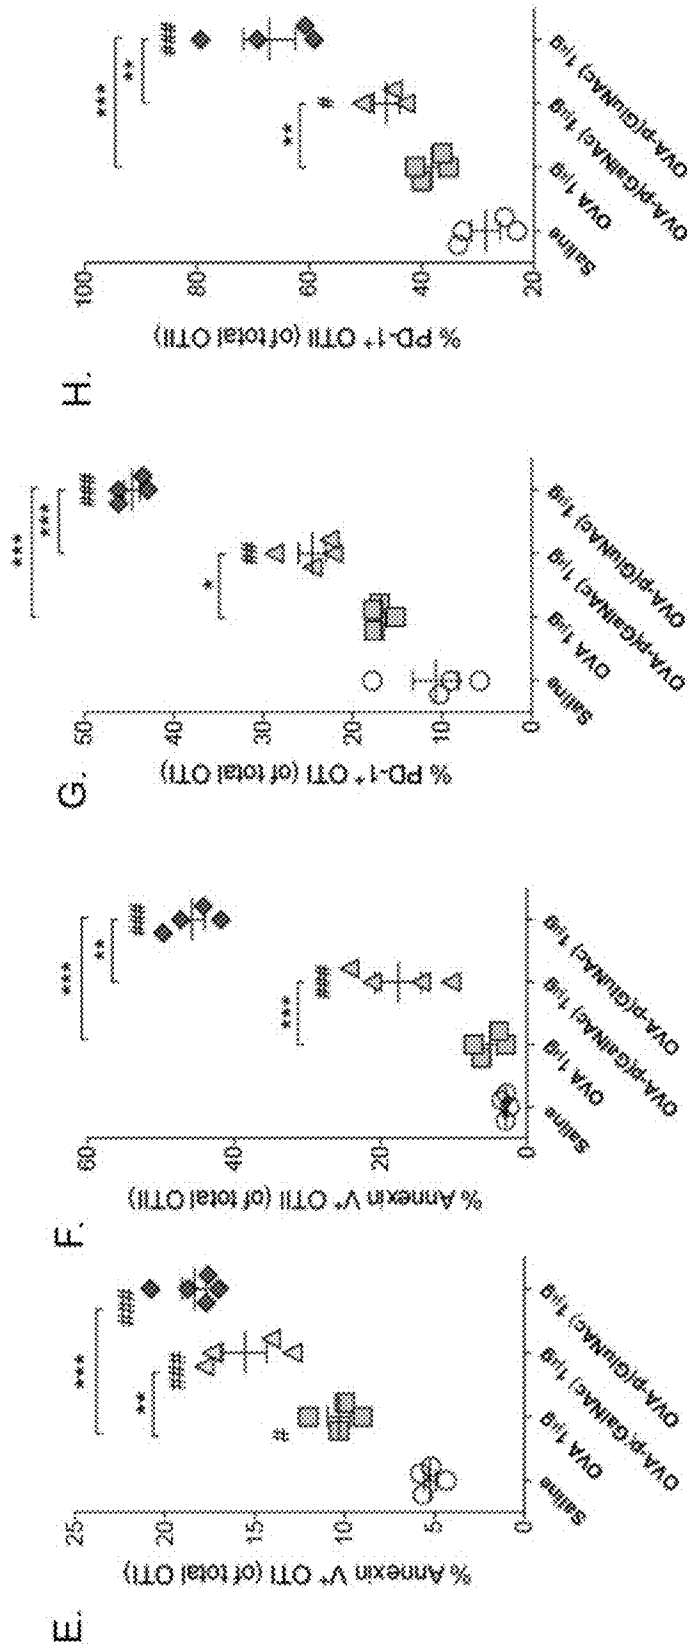 E.
% Annexin V⁺ OTI (of total OTI)
25
20
15
10
5
0
#
**
###
***
###
Saline
OVA 1μg
OVA-p(GalNAc) 1μg
OVA-p(GluNAc) 1μg
F.
% Annexin V⁺ OTII (of total OTII)
60
40
20
0
***
###
***
**
###
Saline
OVA 1μg
OVA-p(GalNAc) 1μg
OVA-p(GluNAc) 1μg
G.
% PD-1⁺ OTI (of total OTI)
50
40
30
20
10
0
*
##
***
***
###
Saline
OVA 1μg
OVA-p(GalNAc) 1μg
OVA-p(GluNAc) 1μg
H.
% PD-1⁺ OTII (of total OTII)
100
80
60
40
20
**
#
***
**
###
Saline
OVA 1μg
OVA-p(GalNAc) 1μg
OVA-p(GluNAc) 1μg